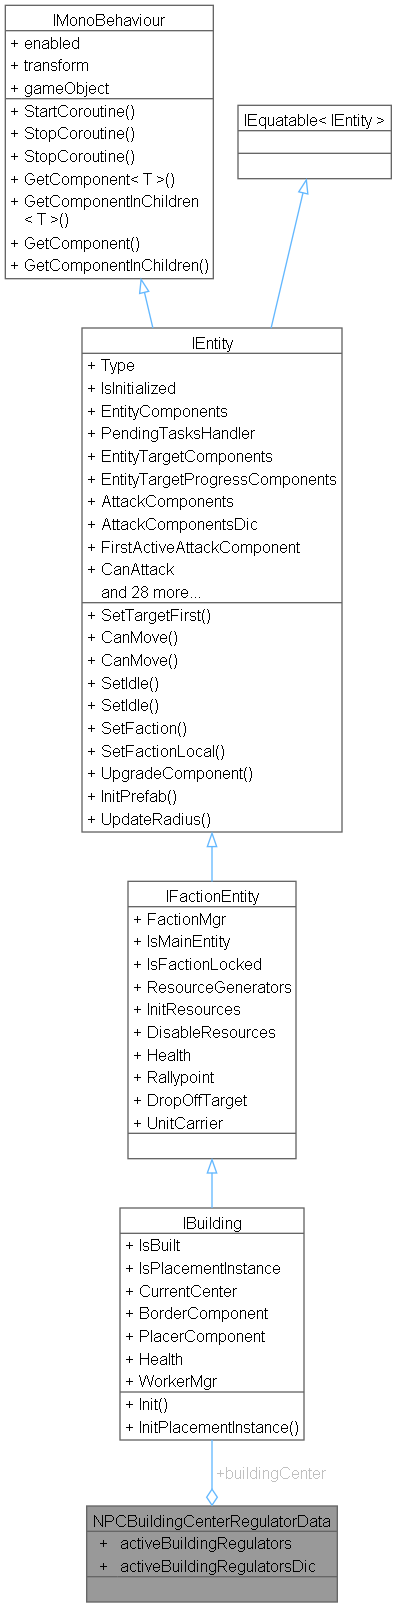 IMonoBehaviour
+ enabled
+ transform
+ gameObject
+ StartCoroutine()
+ StopCoroutine()
+ StopCoroutine()
+ GetComponent< T >()
+ GetComponentInChildren
< T >()
+ GetComponent()
+ GetComponentInChildren()
IEquatable< IEntity >
IEntity
+ Type
+ IsInitialized
+ EntityComponents
+ PendingTasksHandler
+ EntityTargetComponents
+ EntityTargetProgressComponents
+ AttackComponents
+ AttackComponentsDic
+ FirstActiveAttackComponent
+ CanAttack
and 28 more...
+ SetTargetFirst()
+ CanMove()
+ CanMove()
+ SetIdle()
+ SetIdle()
+ SetFaction()
+ SetFactionLocal()
+ UpgradeComponent()
+ InitPrefab()
+ UpdateRadius()
IFactionEntity
+ FactionMgr
+ IsMainEntity
+ IsFactionLocked
+ ResourceGenerators
+ InitResources
+ DisableResources
+ Health
+ Rallypoint
+ DropOffTarget
+ UnitCarrier
IBuilding
+ IsBuilt
+ IsPlacementInstance
+ CurrentCenter
+ BorderComponent
+ PlacerComponent
+ Health
+ WorkerMgr
+ Init()
+ InitPlacementInstance()
+buildingCenter
NPCBuildingCenterRegulatorData
+ activeBuildingRegulators
+ activeBuildingRegulatorsDic